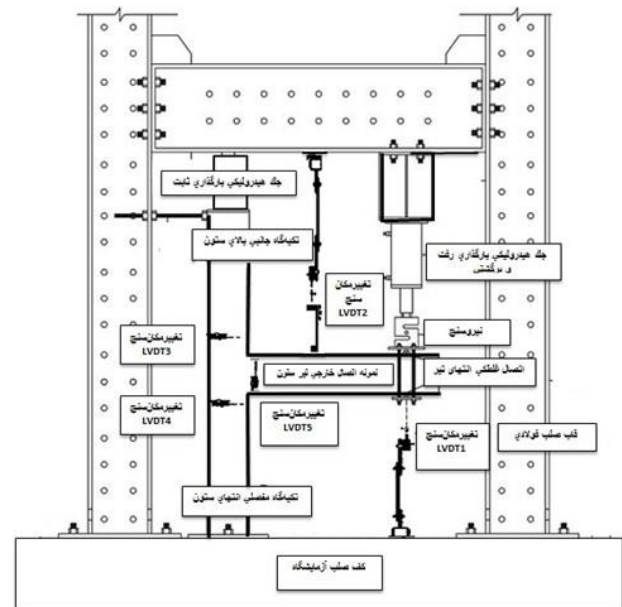 جک هیدرولیکی بارگذاری ثابت
تکیه‌گاه جانبی بالای ستون
جک هیدرولیکی بارگذاری رفت
و برگشتی
تغییرمکان
سنج
LVDT2
نیروسنج
تغییرمکان‌سنج
LVDT3
نمونه اتصال خارجی تیر ستون
اتصال غلطکی انتهای تیر
تغییرمکان‌سنج
LVDT4
تغییرمکان‌سنج
LVDT5
تغییرمکان‌سنج
LVDT1
قاب صلب فولادی
تکیه‌گاه مفصلی انتهای ستون
کف صلب آزمایشگاه